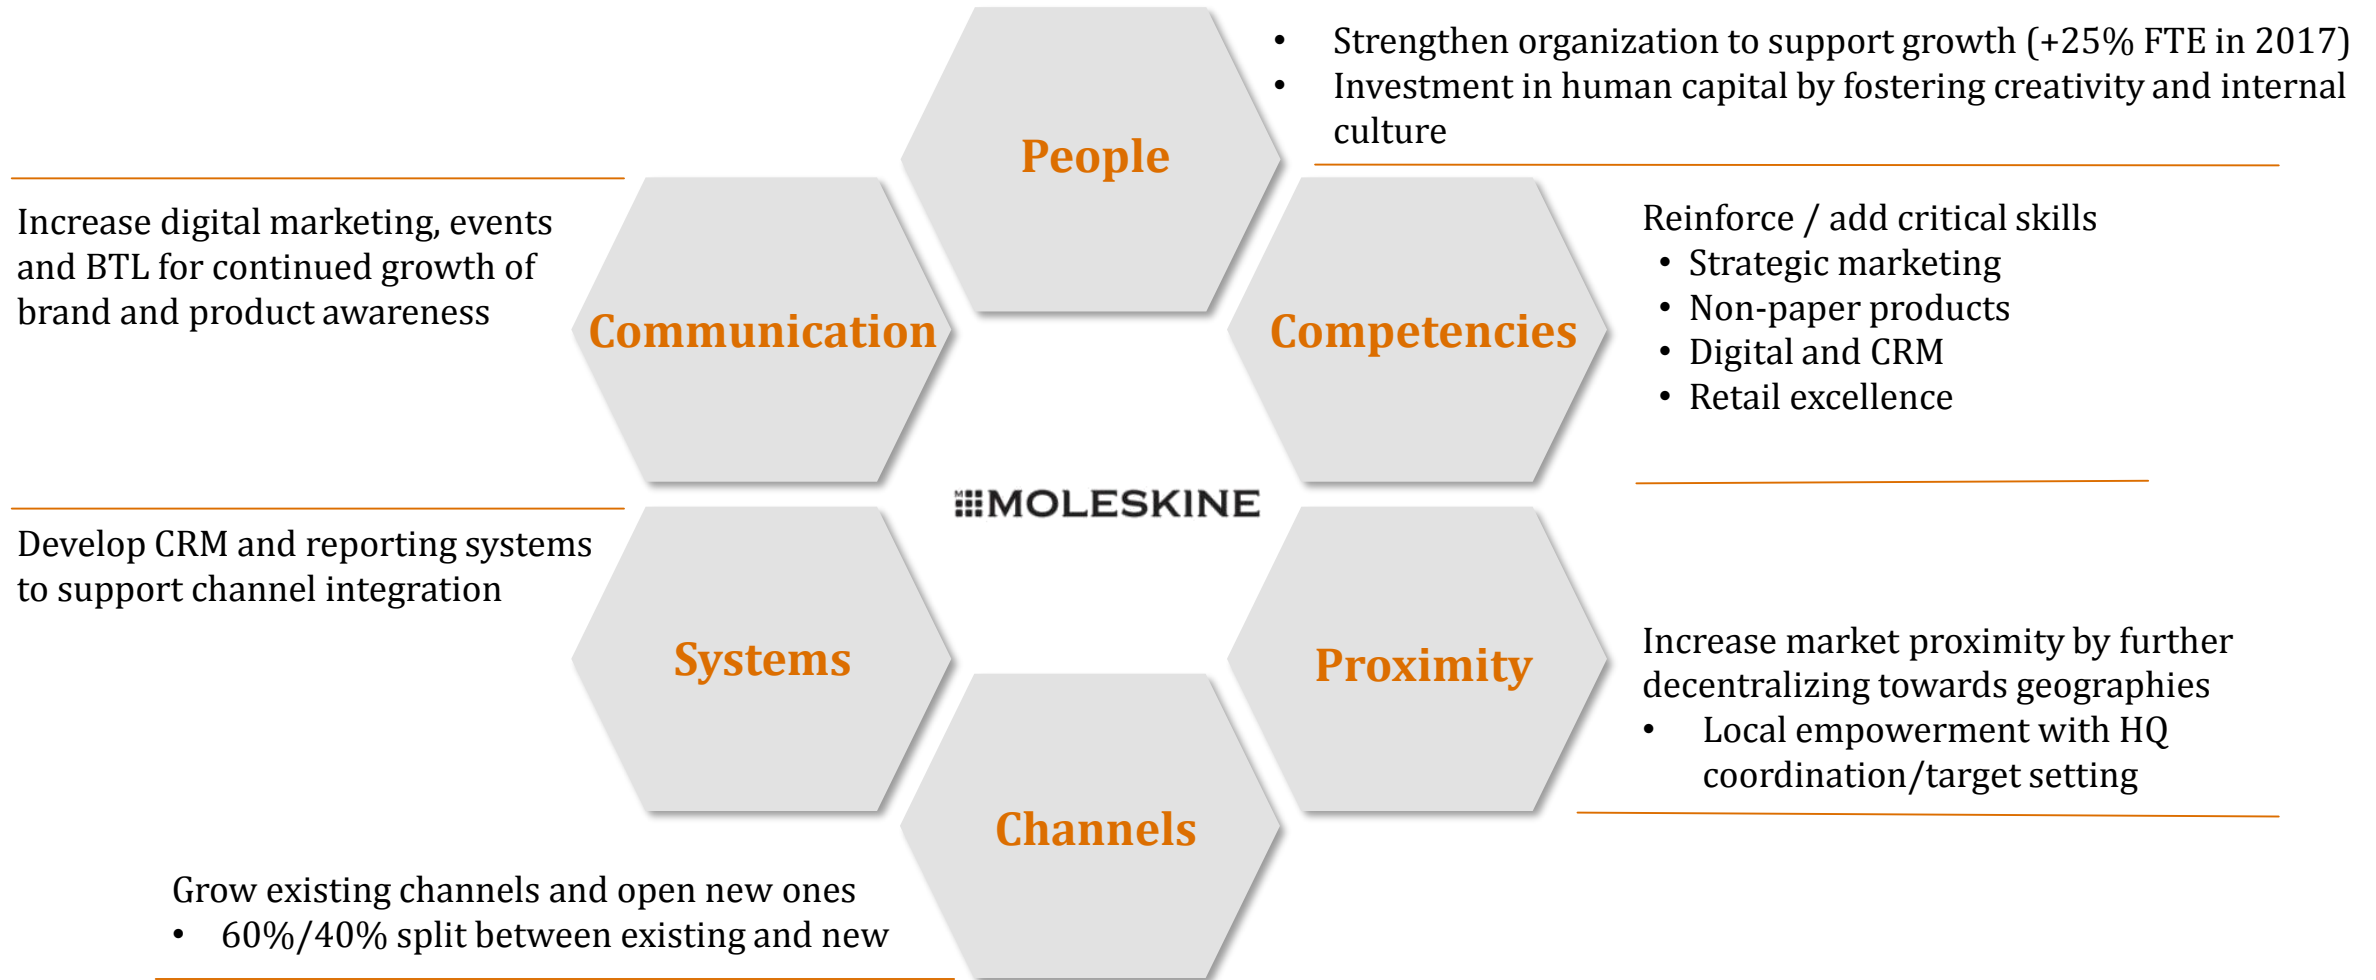 People
• Strengthen organization to support growth (+25% FTE in 2017)
• Investment in human capital by fostering creativity and internal
culture
Communication
Increase digital marketing, events
and BTL for continued growth of
brand and product awareness
Competencies
Reinforce / add critical skills
• Strategic marketing
• Non-paper products
• Digital and CRM
• Retail excellence
M MOLESKINE
Systems
Develop CRM and reporting systems
to support channel integration
Proximity
Increase market proximity by further
decentralizing towards geographies
• Local empowerment with HQ
coordination/target setting
Channels
Grow existing channels and open new ones
• 60%/40% split between existing and new